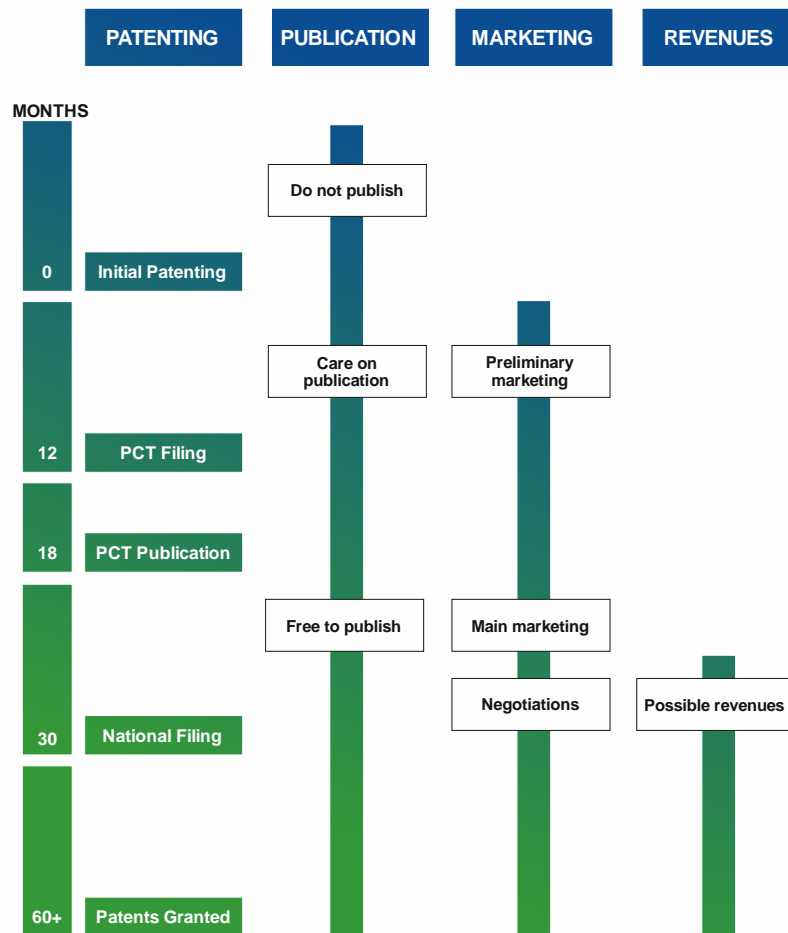 PATENTING
PUBLICATION
MARKETING
REVENUES
MONTHS
Do not publish
0
Initial Patenting
Care on
publication
Preliminary
marketing
12
PCT Filing
18
PCT Publication
Free to publish
Main marketing
Negotiations
Possible revenues
30
National Filing
60+
Patents Granted